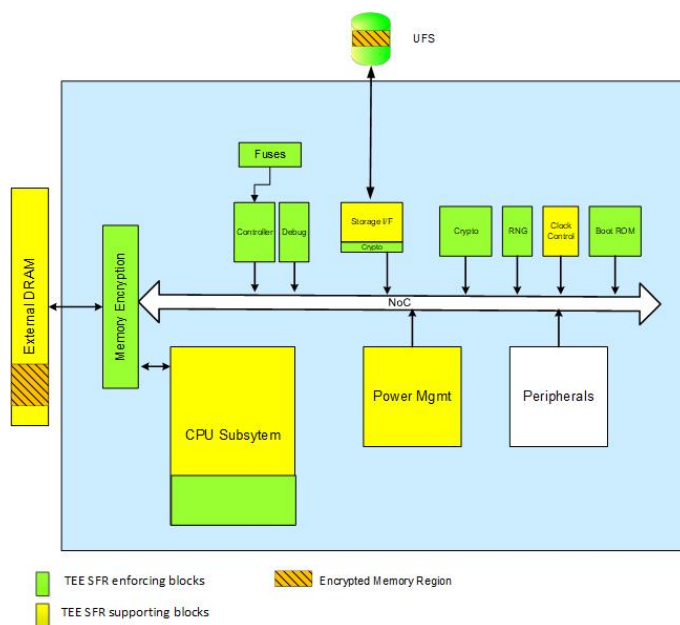 UFS
Fuses
Controller
Debug
Storage I/F
Crypto
Crypto
RNG
Clock
Control
Boot ROM
External DRAM
Memory Encryption
NoC
CPU Subsytem
Power Mgmt
Peripherals
TEE SFR enforcing blocks
Encrypted Memory Region
TEE SFR supporting blocks